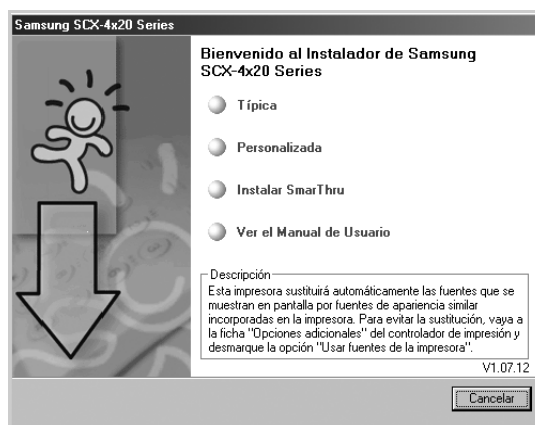 Samsung SCX-4x20 Series
Bienvenido al Instalador de Samsung
SCX-4x20 Series
Típica
Personalizada
Instalar SmarThru
Ver el Manual de Usuario
Descripción
Esta impresora sustituirá automáticamente las fuentes que se
muestran en pantalla por fuentes de apariencia similar
incorporadas en la impresora. Para evitar la sustitución, vaya a
la ficha "Opciones adicionales" del controlador de impresión y
desmarque la opción "Usar fuentes de la impresora".
V1.07.12
Cancelar